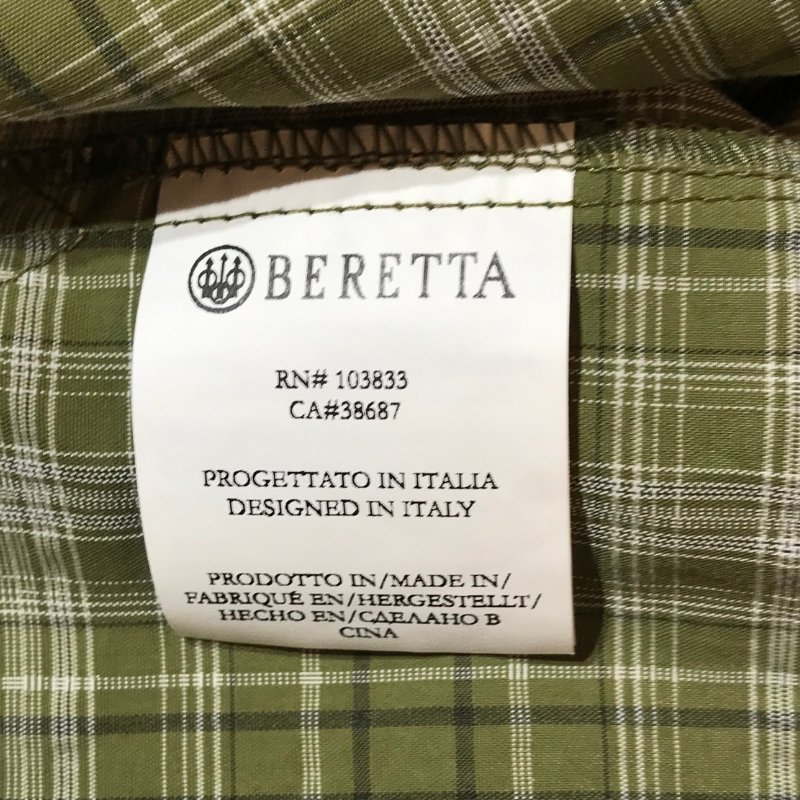 BERETTA
RN# 103833
CA#38687
PROGETTATO IN ITALIA
DESIGNED IN ITALY
PRODOTTO IN/MADE IN/
FABRIQUÉ EN/HERGESTELLT/
HECHO EN/СДЕЛАНО В
CINA